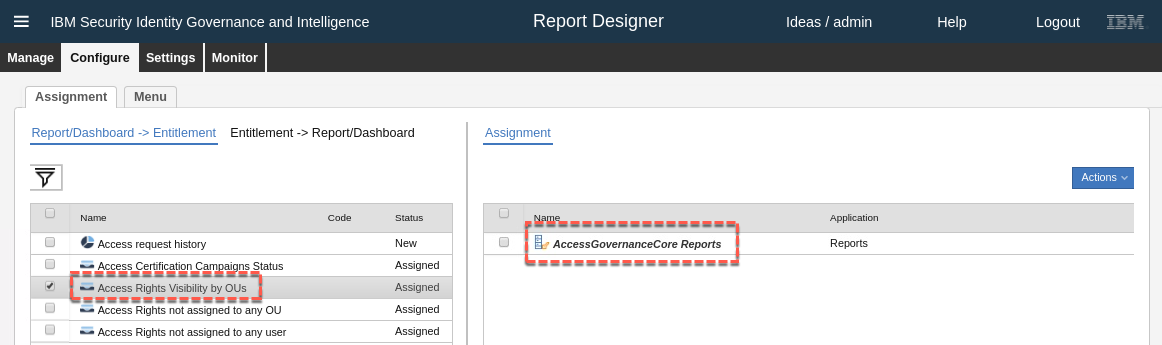 IBM Security Identity Governance and Intelligence Report Designer Ideas / admin Help Logout IBM
Manage Configure Settings Monitor
Assignment Menu
Report/Dashboard -> Entitlement Entitlement -> Report/Dashboard
Name Code Status
Access request history New
Access Certification Campaigns Status Assigned
Access Rights Visibility by OUs Assigned
Access Rights not assigned to any OU Assigned
Access Rights not assigned to any user Assigned
Assignment
Actions
Name Application
AccessGovernanceCore Reports Reports